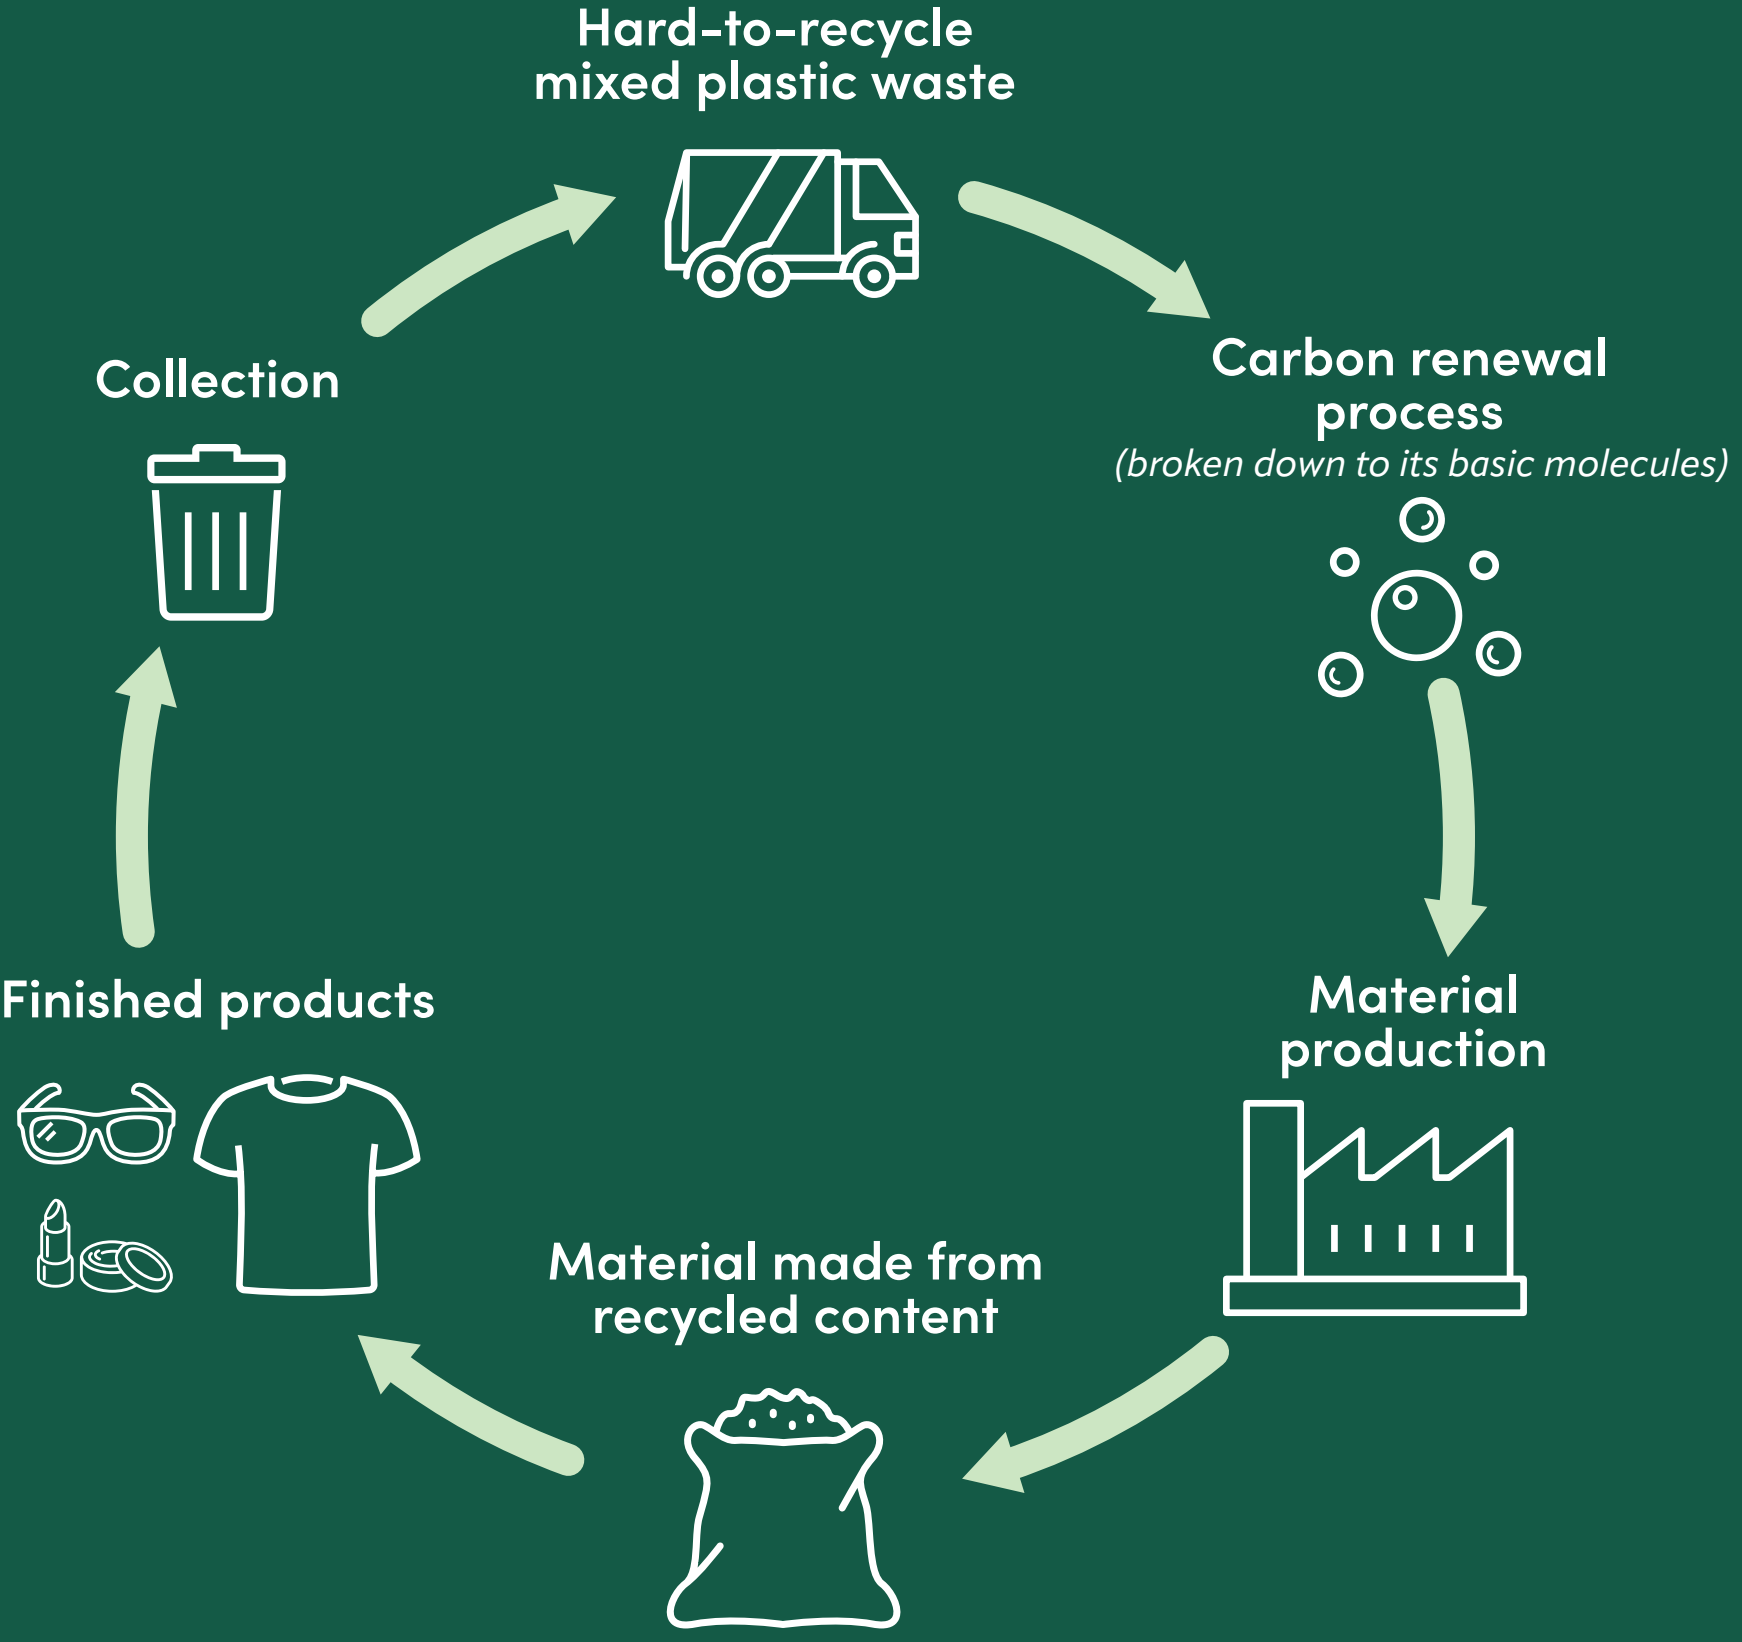 Hard-to-recycle
mixed plastic waste
Carbon renewal
process
(broken down to its basic molecules)
Collection
Material
production
Finished products
Material made from
recycled content